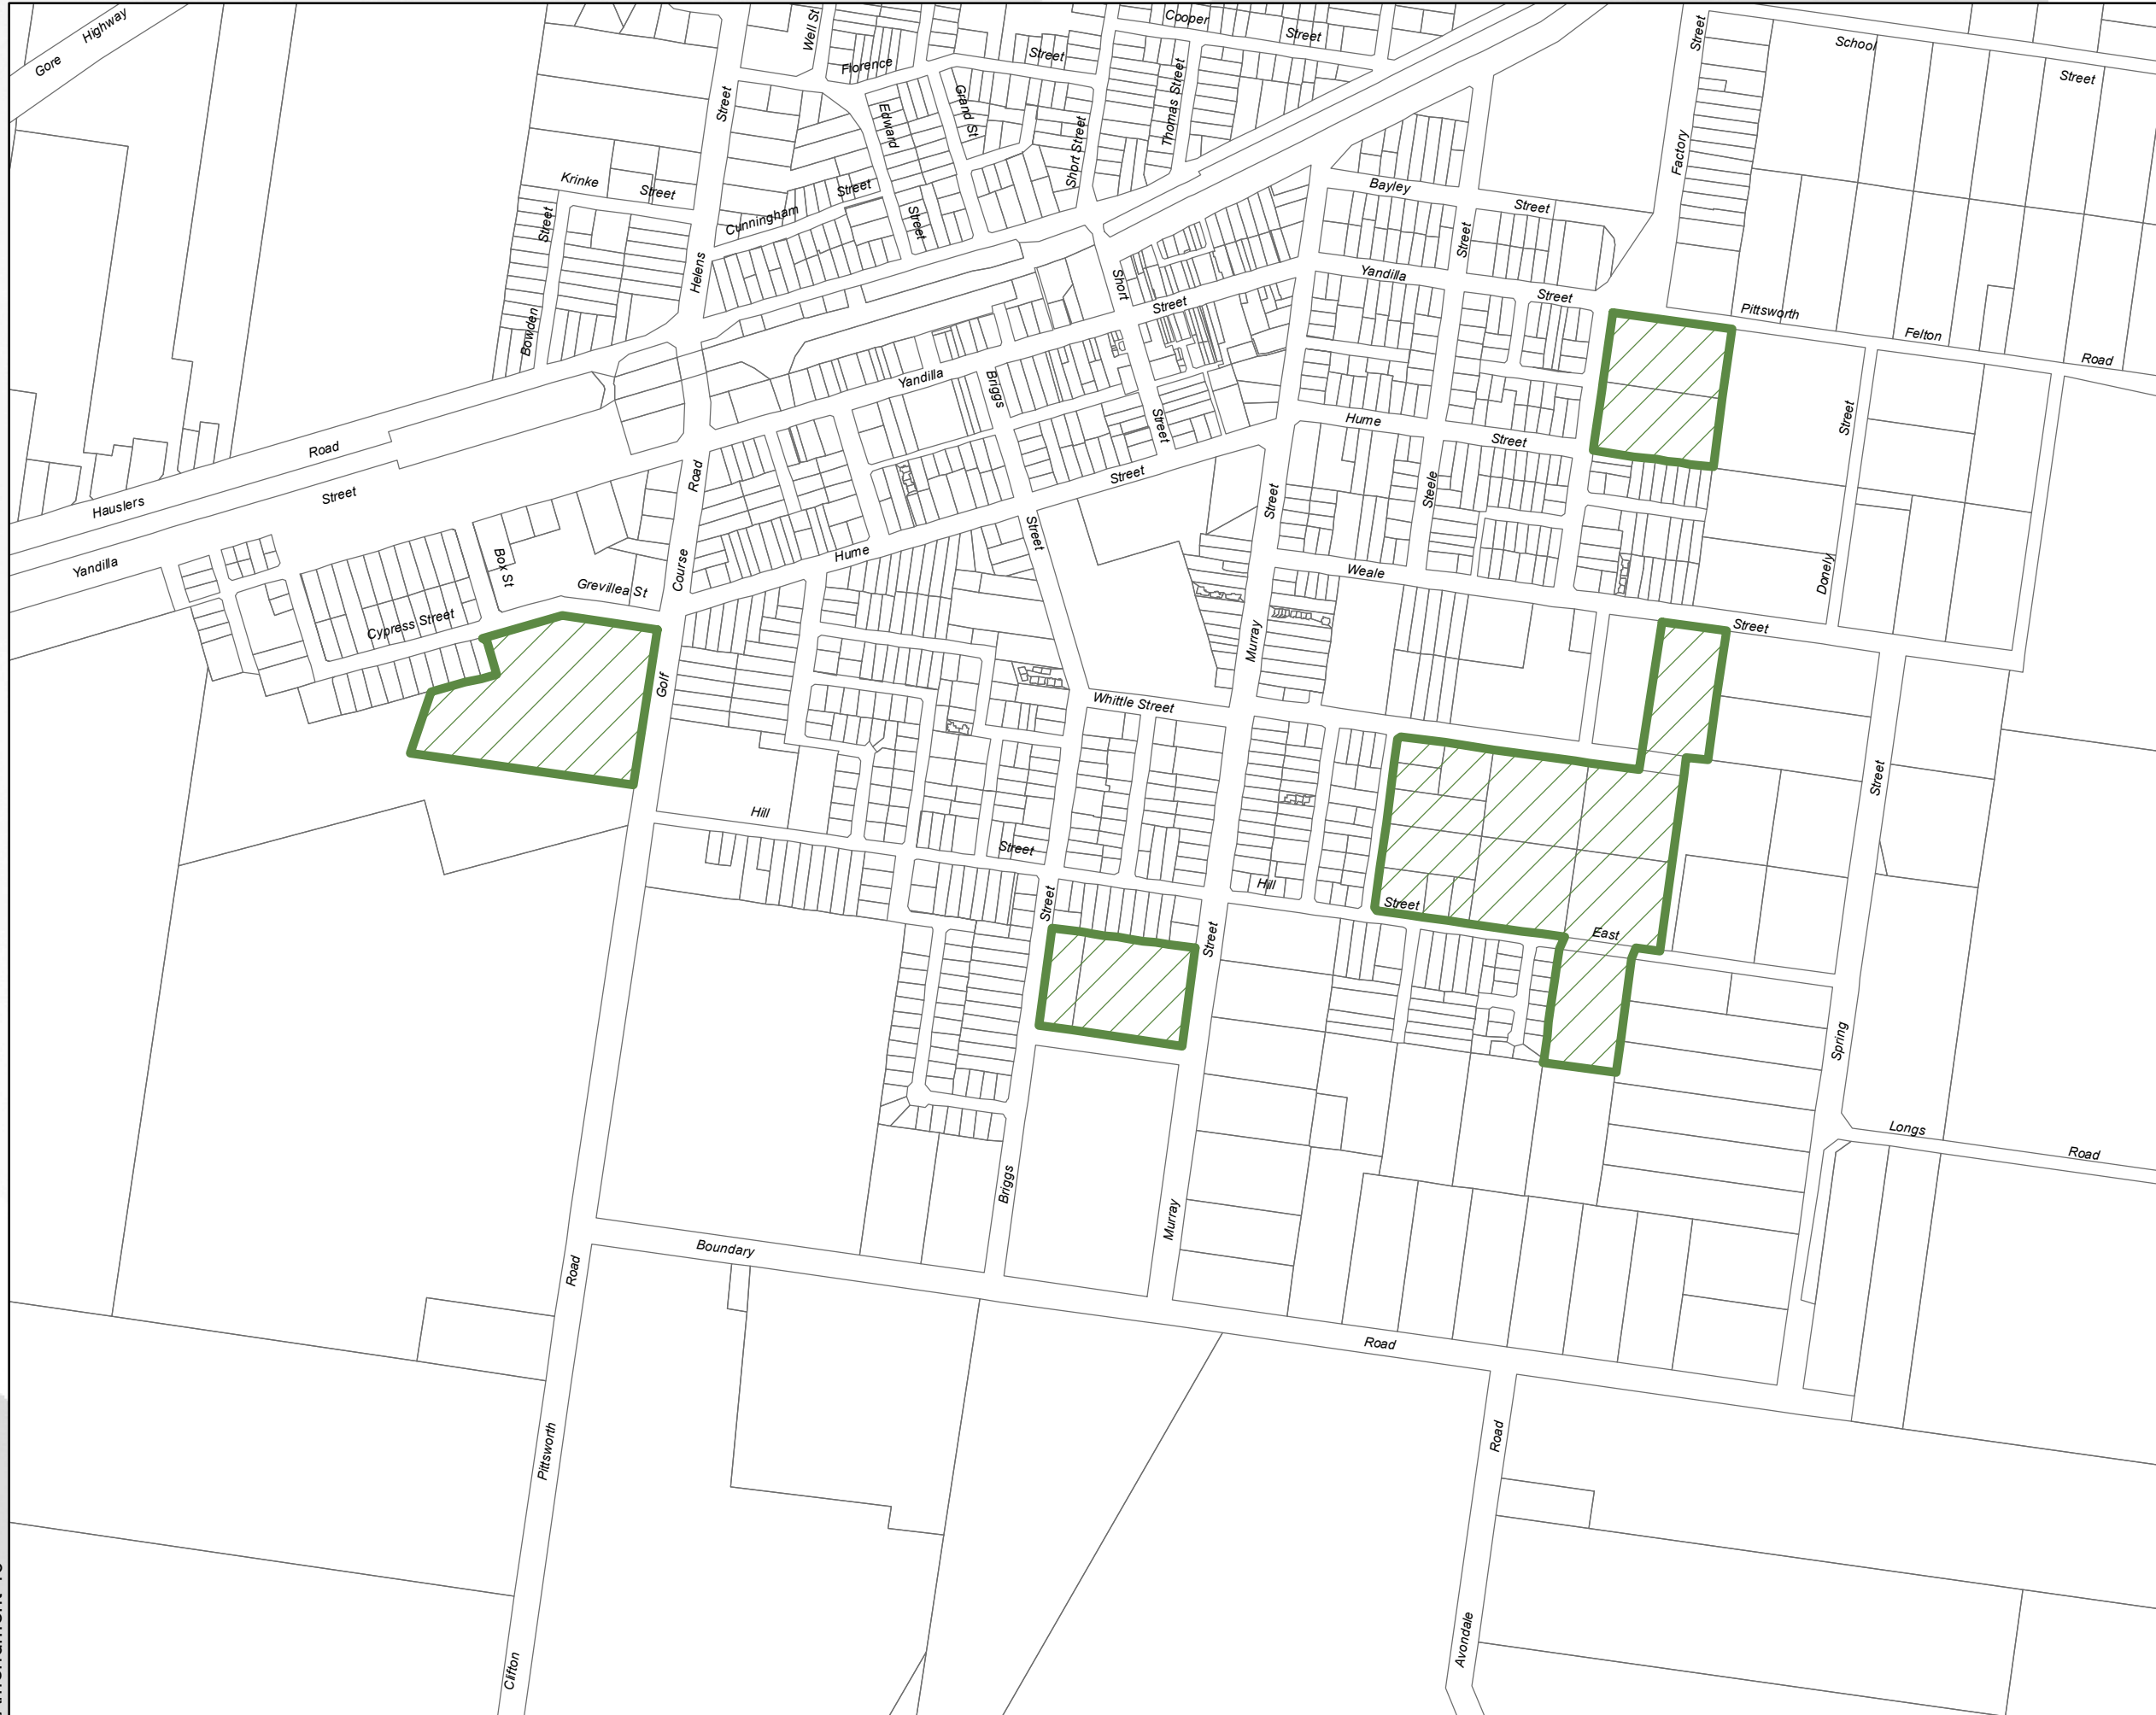 Gore Highway
Well St
Cooper Street
School Street
Street
Street
Florence
Street
Edward
Street
Grand St
Short Street
Thomas Street
Factory
Krinke Street
Cunningham Street
Street
Bayley Street
Street
Helens
Bowden
Short
Street
Yandilla Street
Pittsworth Felton Road
Yandilla
Briggs
Street
Hume Street
Street
Street
Steele
Donely
Hauslers Road
Yandilla Street
Road
Course
Golf
Box St
Grevillea St
Cypress Street
Hume
Street
Street
Weale Street
Murray
Whittle Street
Street
Hill Street
Hill Street East
Street
Street
Spring
Longs Road
Briggs
Murray
Boundary Road
Road
Pittsworth
Clifton
Road
Avondale